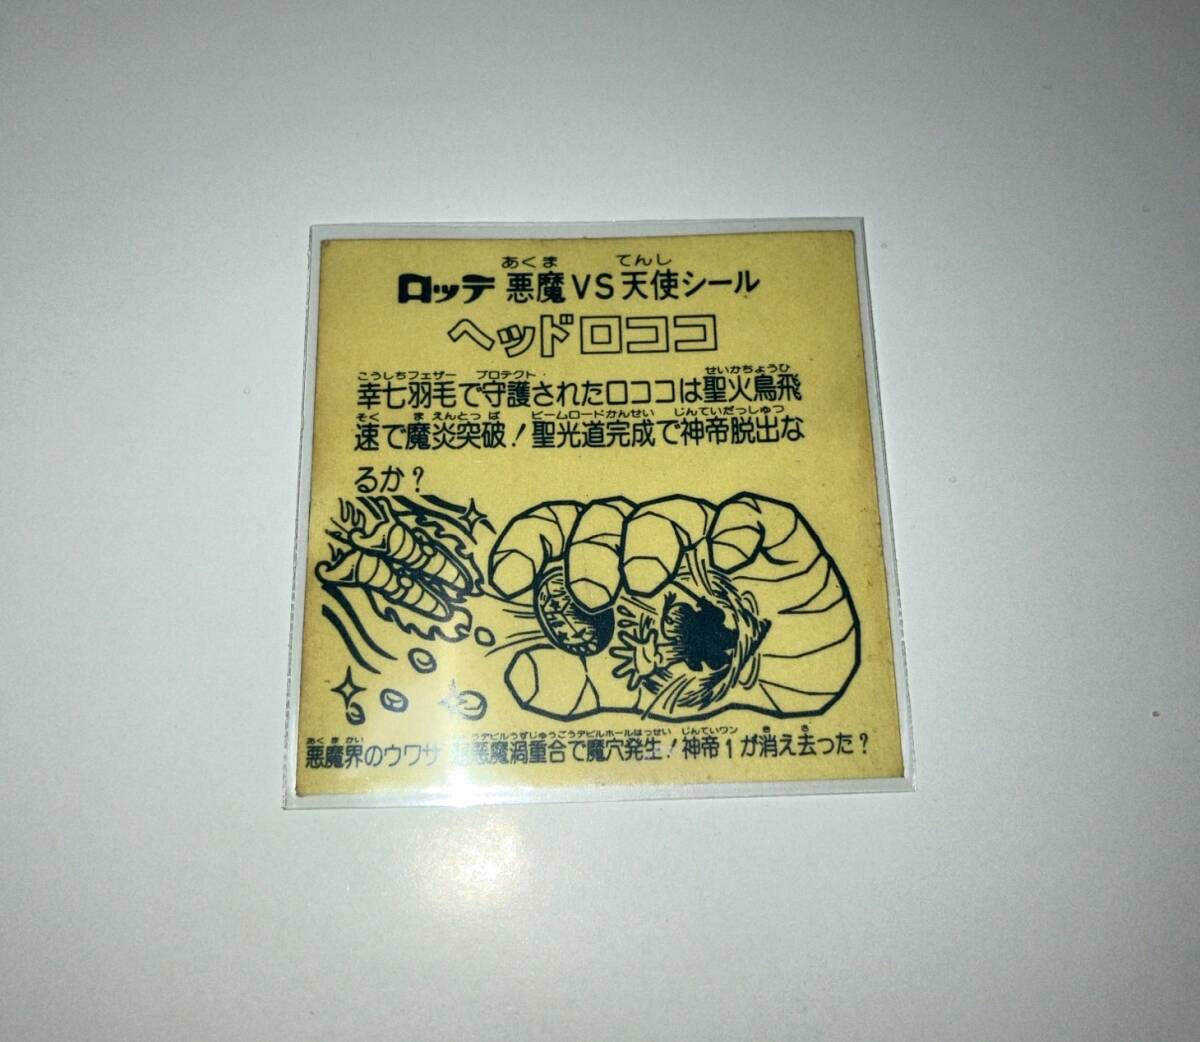 あくま てんし
ロッテ 悪魔VS天使シール
ヘッドロココ
こうしちフェザー プロテクト せいかちょうひ
幸七羽毛で守護されたロココは聖火鳥飛
そく ま えんとっ ぱ ビームロードかんせい じんていだっしゅつ
速で魔炎突破！聖光道完成で神帝脱出な
るか？
あく ま かい デビルうずじゅうごうデビルホールはっせい じんていワン き さ
悪魔界のウワサ 悪魔渦重合で魔穴発生！神帝1が消え去った？